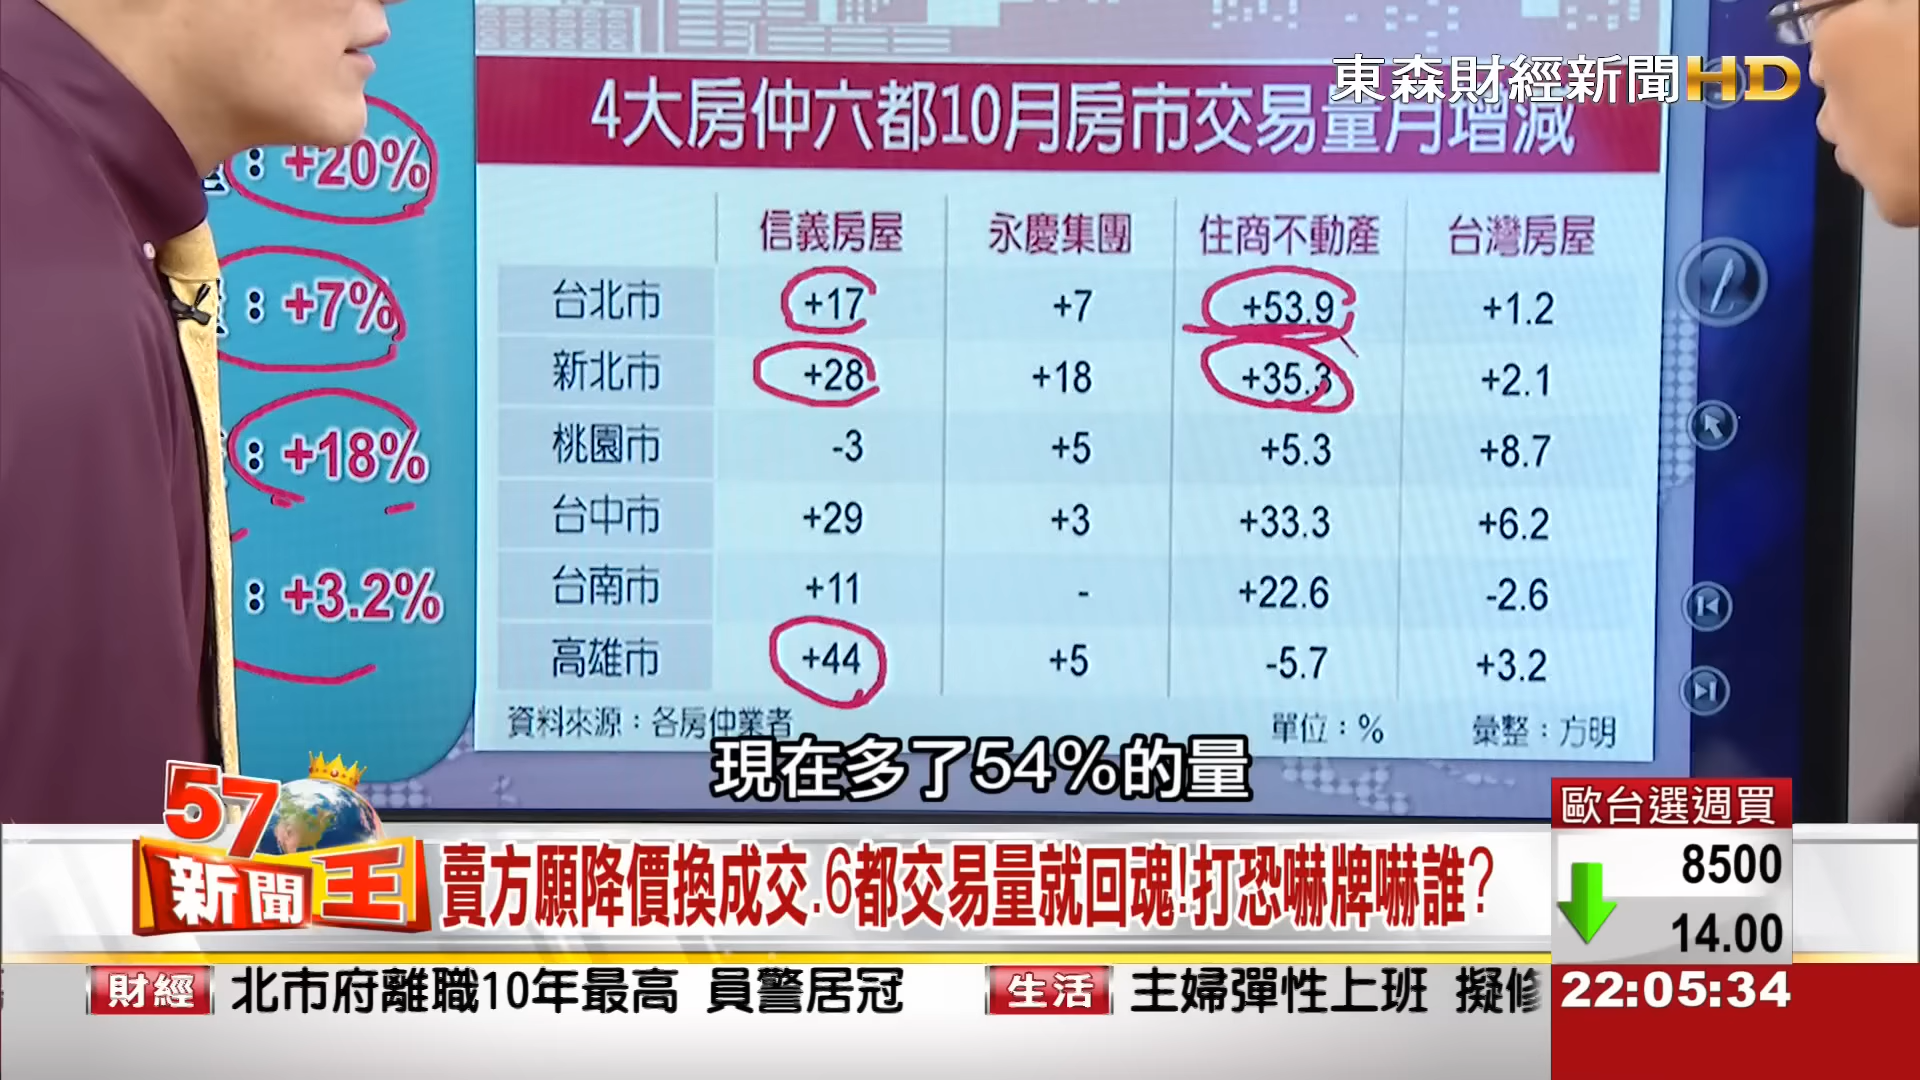 東森財經新聞HD
4大房仲六都10月房市交易量月增減
信義房屋 永慶集團 住商不動產 台灣房屋
台北市 +17 +7 +53.9 +1.2
新北市 +28 +18 +35.3 +2.1
桃園市 -3 +5 +5.3 +8.7
台中市 +29 +3 +33.3 +6.2
台南市 +11 - +22.6 -2.6
高雄市 +44 +5 -5.7 +3.2
資料來源：各房仲業者 單位：% 彙整：方明
：+20%
：+7%
：+18%
：+3.2%
現在多了54%的量
57
新聞王
賣方願降價換成交.6都交易量就回魂!打恐嚇牌嚇誰?
歐台選週買
8500
14.00
22:05:34
財經 北市府離職10年最高 員警居冠 生活 主婦彈性上班 擬修